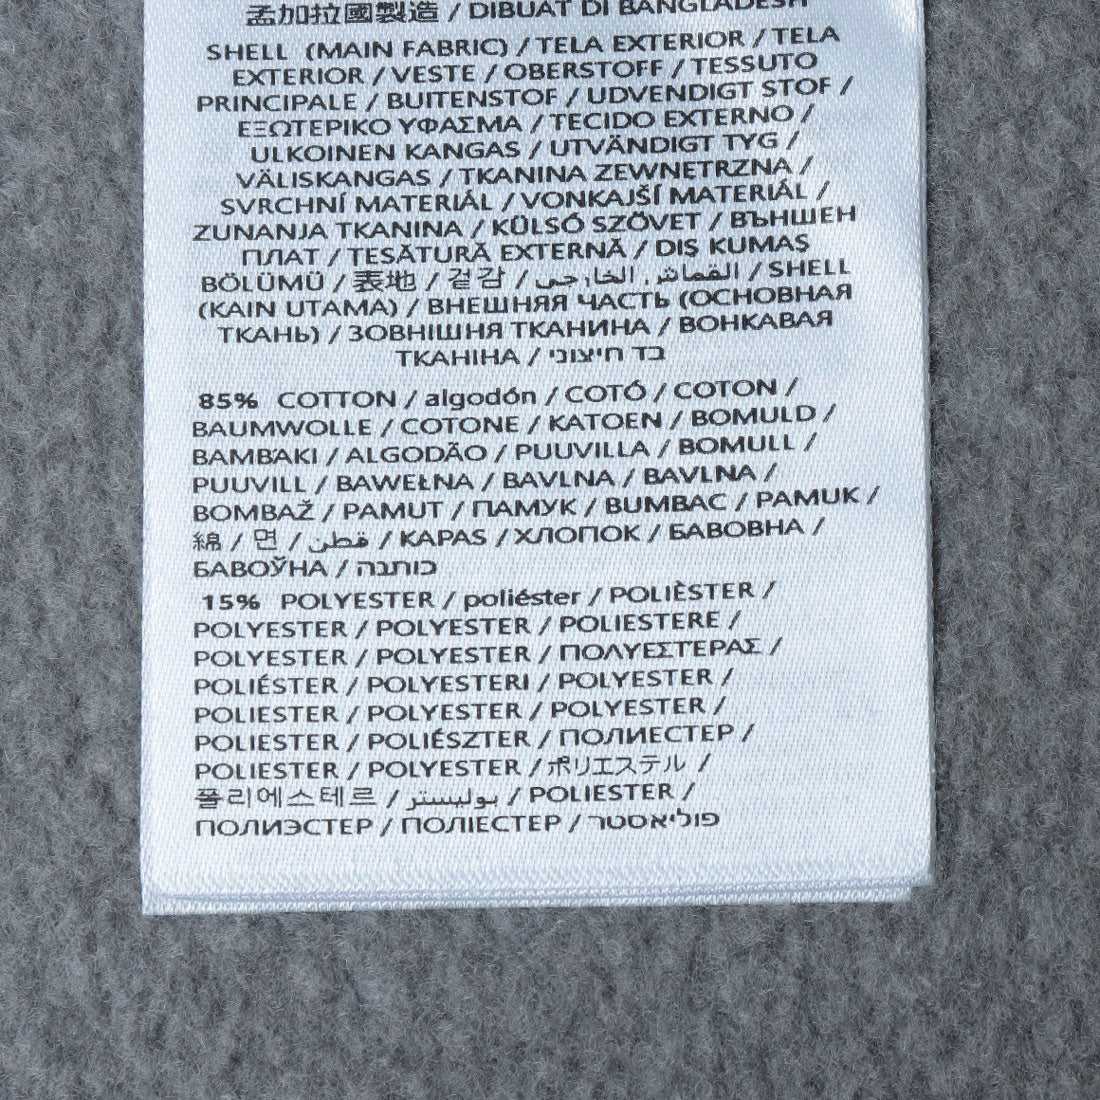 孟加拉國製造 / DIBUAT DI BANGLADESH
SHELL (MAIN FABRIC) / TELA EXTERIOR / TELA
EXTERIOR / VESTE / OBERSTOFF / TESSUTO
PRINCIPALE / BUITENSTOF / UDVENDIGT STOF /
ΕΞΩΤΕΡΙΚΟ ΥΦΑΣΜΑ / TECIDO EXTERNO /
ULKOINEN KANGAS / UTVÄNDIGT TYG /
VÄLISKANGAS / TKANINA ZEWNETRZNA /
SVRCHNÍ MATERIÁL / VONKAJŠÍ MATERIÁL /
ZUNANJA TKANINA / KÜLSÓ SZÖVET / ВЪНШЕН
ПЛАТ / TESĂTURĂ EXTERNĂ / DIŞ KUMAŞ
BÖLÜMÜ / 表地 / 겉감 / القماش الخارجي / SHELL
(KAIN UTAMA) / ВНЕШНЯЯ ЧАСТЬ (ОСНОВНАЯ
ТКАНЬ) / ЗОВНІШНЯ ТКАНИНА / ВОНКАВАЯ
ТКАНІНА / בד חיצוני
85% COTTON / algodón / COTÓ / COTON /
BAUMWOLLE / COTONE / KATOEN / BOMULD /
ΒΑΜΒΆΚΙ / ALGODÃO / PUUVILLA / BOMULL /
PUUVILL / BAWEŁNA / BAVLNA / BAVLNA /
BOMBAŽ / PAMUT / ПАМУК / BUMBAC / PAMUK /
綿 / 면 / قطن / KAPAS / ХЛОПОК / БАВОВНА /
БАВОЎНА / כותנה
15% POLYESTER / poliéster / POLIÈSTER /
POLYESTER / POLYESTER / POLIESTERE /
POLYESTER / POLYESTER / ΠΟΛΥΕΣΤΕΡΑΣ /
POLIÉSTER / POLYESTERI / POLYESTER /
POLIESTER / POLYESTER / POLYESTER /
POLIESTER / POLIÉSZTER / ПОЛИЕСТЕР /
POLIESTER / POLYESTER / ポリエステル /
폴리에스테르 / بوليستر / POLIESTER /
ПОЛИЭСТЕР / ПОЛІЕСТЕР / פוליאסטר